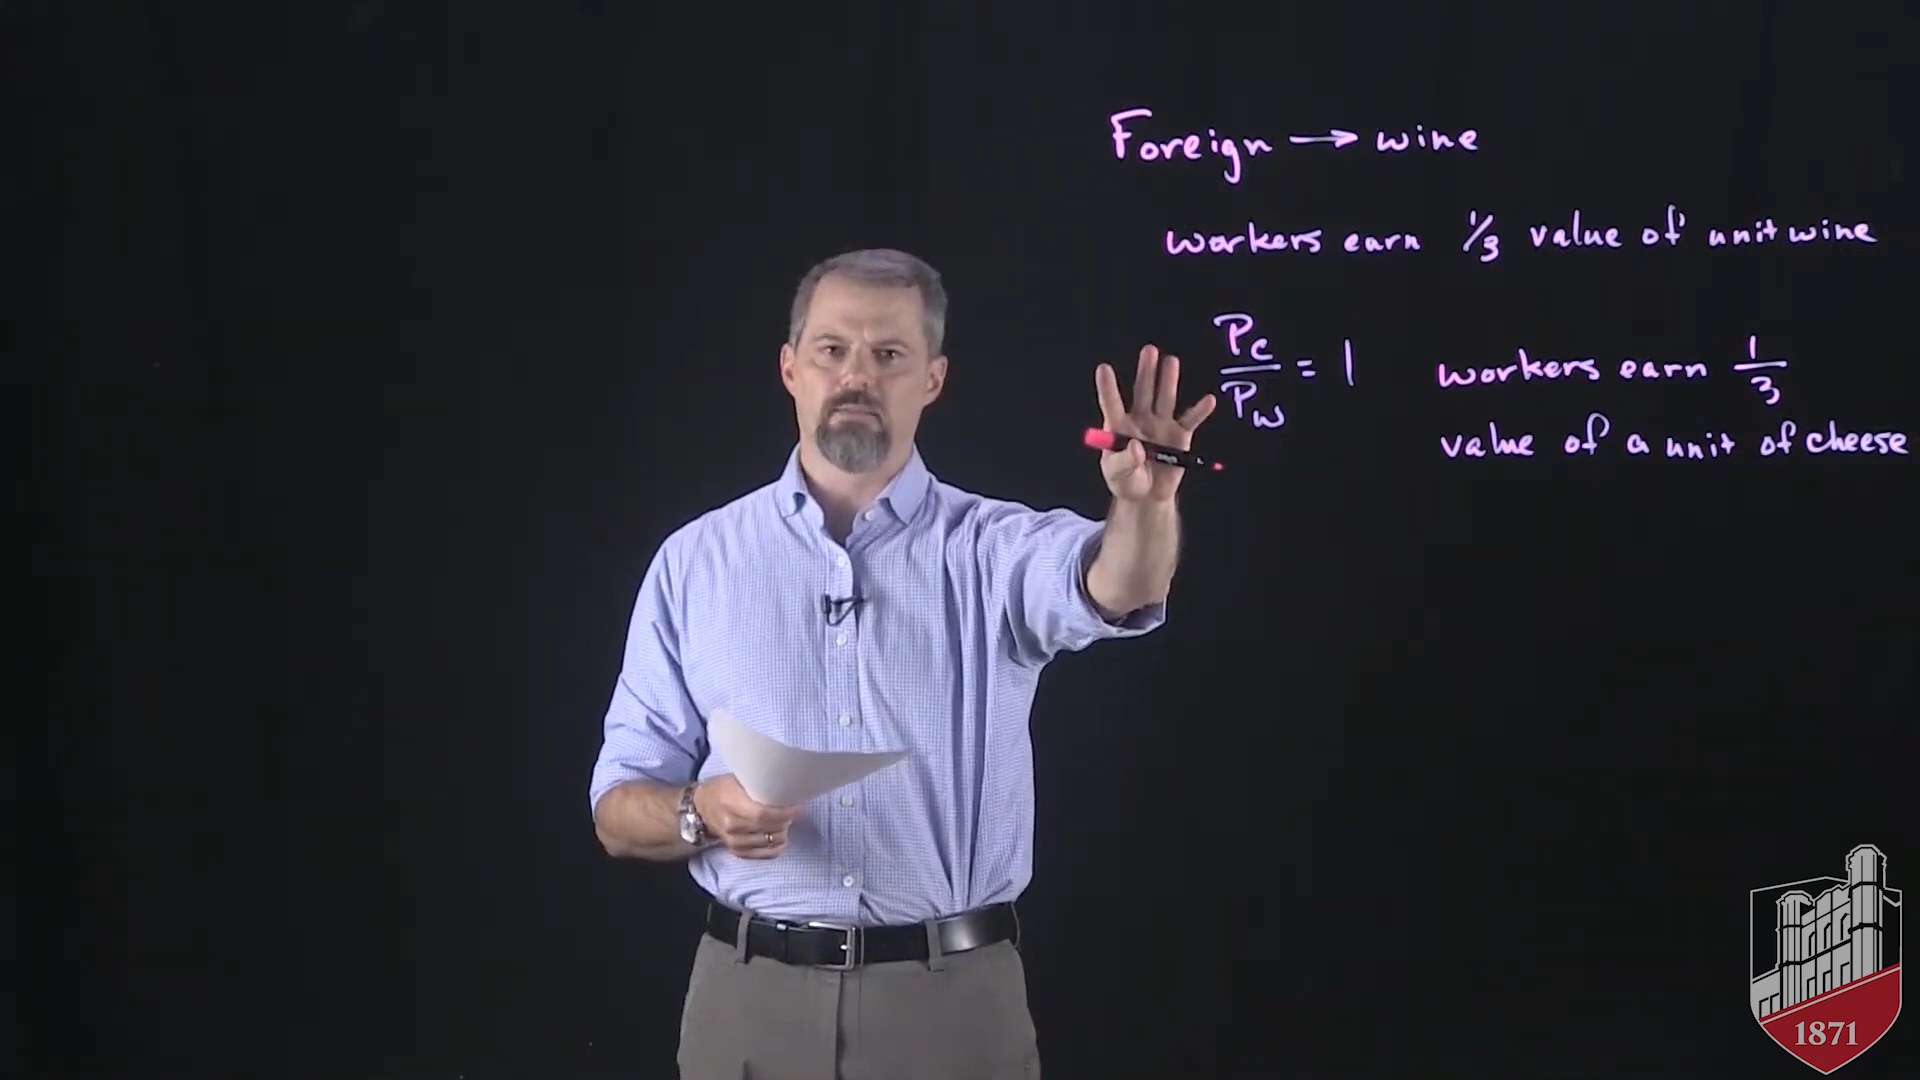 Foreign → wine
workers earn 1/3 value of unit wine
Pc/Pw = 1 workers earn 1/3
value of a unit of cheese
1871